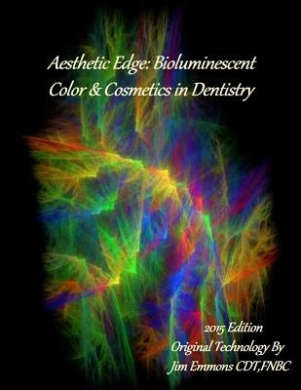 Aesthetic Edge: Bioluminescent
Color & Cosmetics in Dentistry
2015 Edition
Original Technology By
Jim Emmons CDT,FNBC